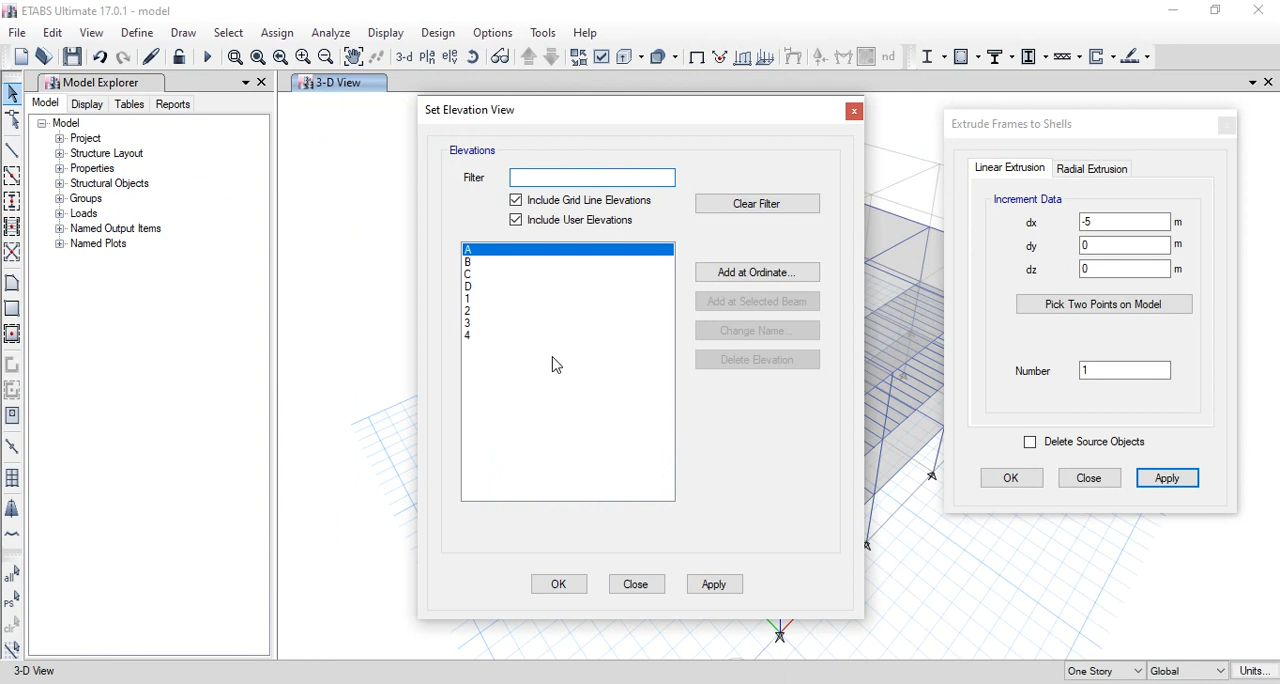 ETABS Ultimate 17.0.1 - model
File Edit View Define Draw Select Assign Analyze Display Design Options Tools Help
3-d nd
Model Explorer
3-D View
Model Display Tables Reports
Model
Project
Structure Layout
Properties
Structural Objects
Groups
Loads
Named Output Items
Named Plots
all
PS
clr
Set Elevation View
Elevations
Filter
Include Grid Line Elevations
Include User Elevations
Clear Filter
A
B
C
D
1
2
3
4
Add at Ordinate...
Add at Selected Beam
Change Name...
Delete Elevation
OK Close Apply
Extrude Frames to Shells
Linear Extrusion Radial Extrusion
Increment Data
dx -5 m
dy 0 m
dz 0 m
Pick Two Points on Model
Number 1
Delete Source Objects
OK Close Apply
3-D View One Story Global Units...